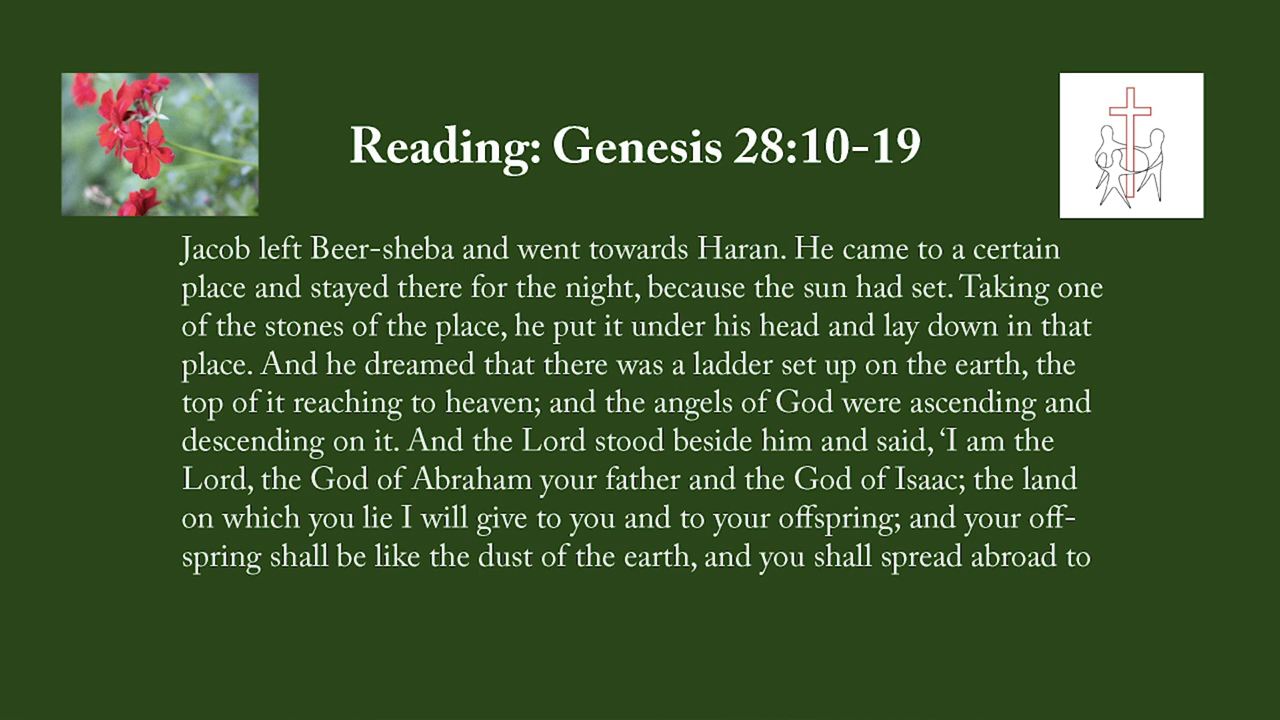 Reading: Genesis 28:10-19
Jacob left Beer-sheba and went towards Haran. He came to a certain
place and stayed there for the night, because the sun had set. Taking one
of the stones of the place, he put it under his head and lay down in that
place. And he dreamed that there was a ladder set up on the earth, the
top of it reaching to heaven; and the angels of God were ascending and
descending on it. And the Lord stood beside him and said, ‘I am the
Lord, the God of Abraham your father and the God of Isaac; the land
on which you lie I will give to you and to your offspring; and your off-
spring shall be like the dust of the earth, and you shall spread abroad to